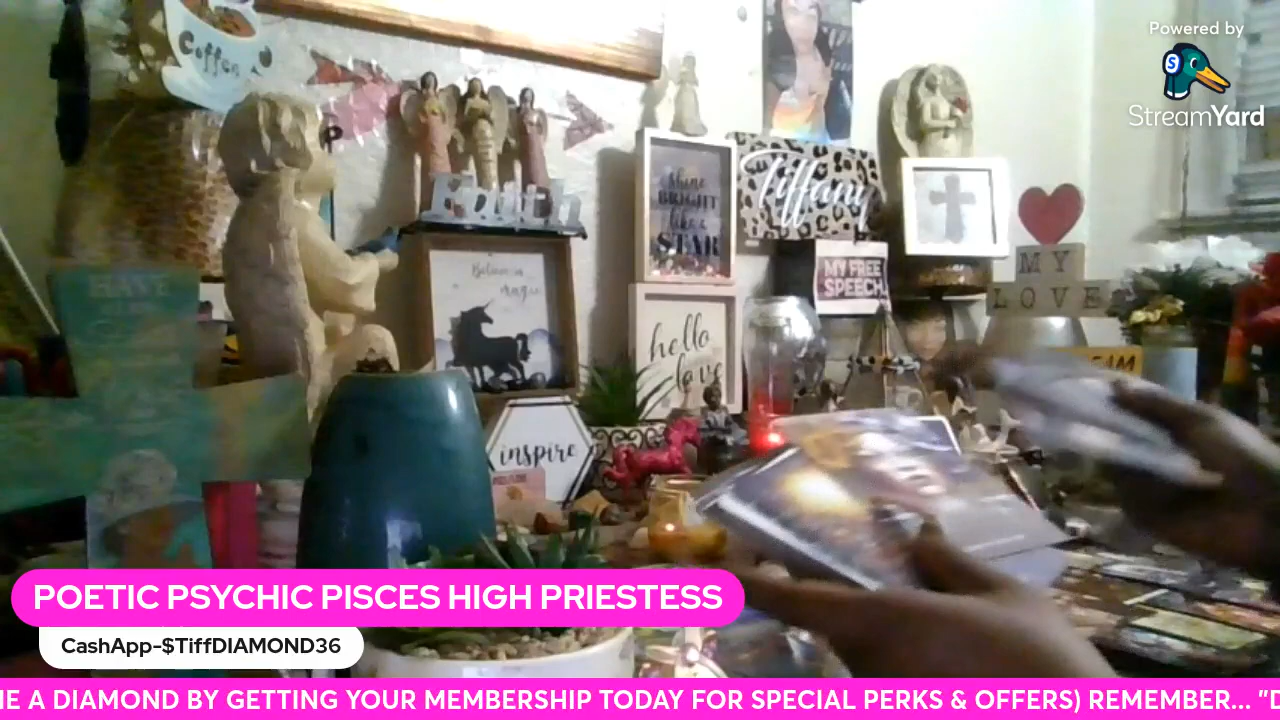 Powered by
StreamYard
Coffee
Faith
Shine
BRIGHT
like a
STAR
Tiffany
MY FREE
SPEECH
MY
LOVE
Believe in
magic
hello
love
inspire
POETIC PSYCHIC PISCES HIGH PRIESTESS
CashApp-$TiffDIAMOND36
A DIAMOND BY GETTING YOUR MEMBERSHIP TODAY FOR SPECIAL PERKS & OFFERS) REMEMBER... "D